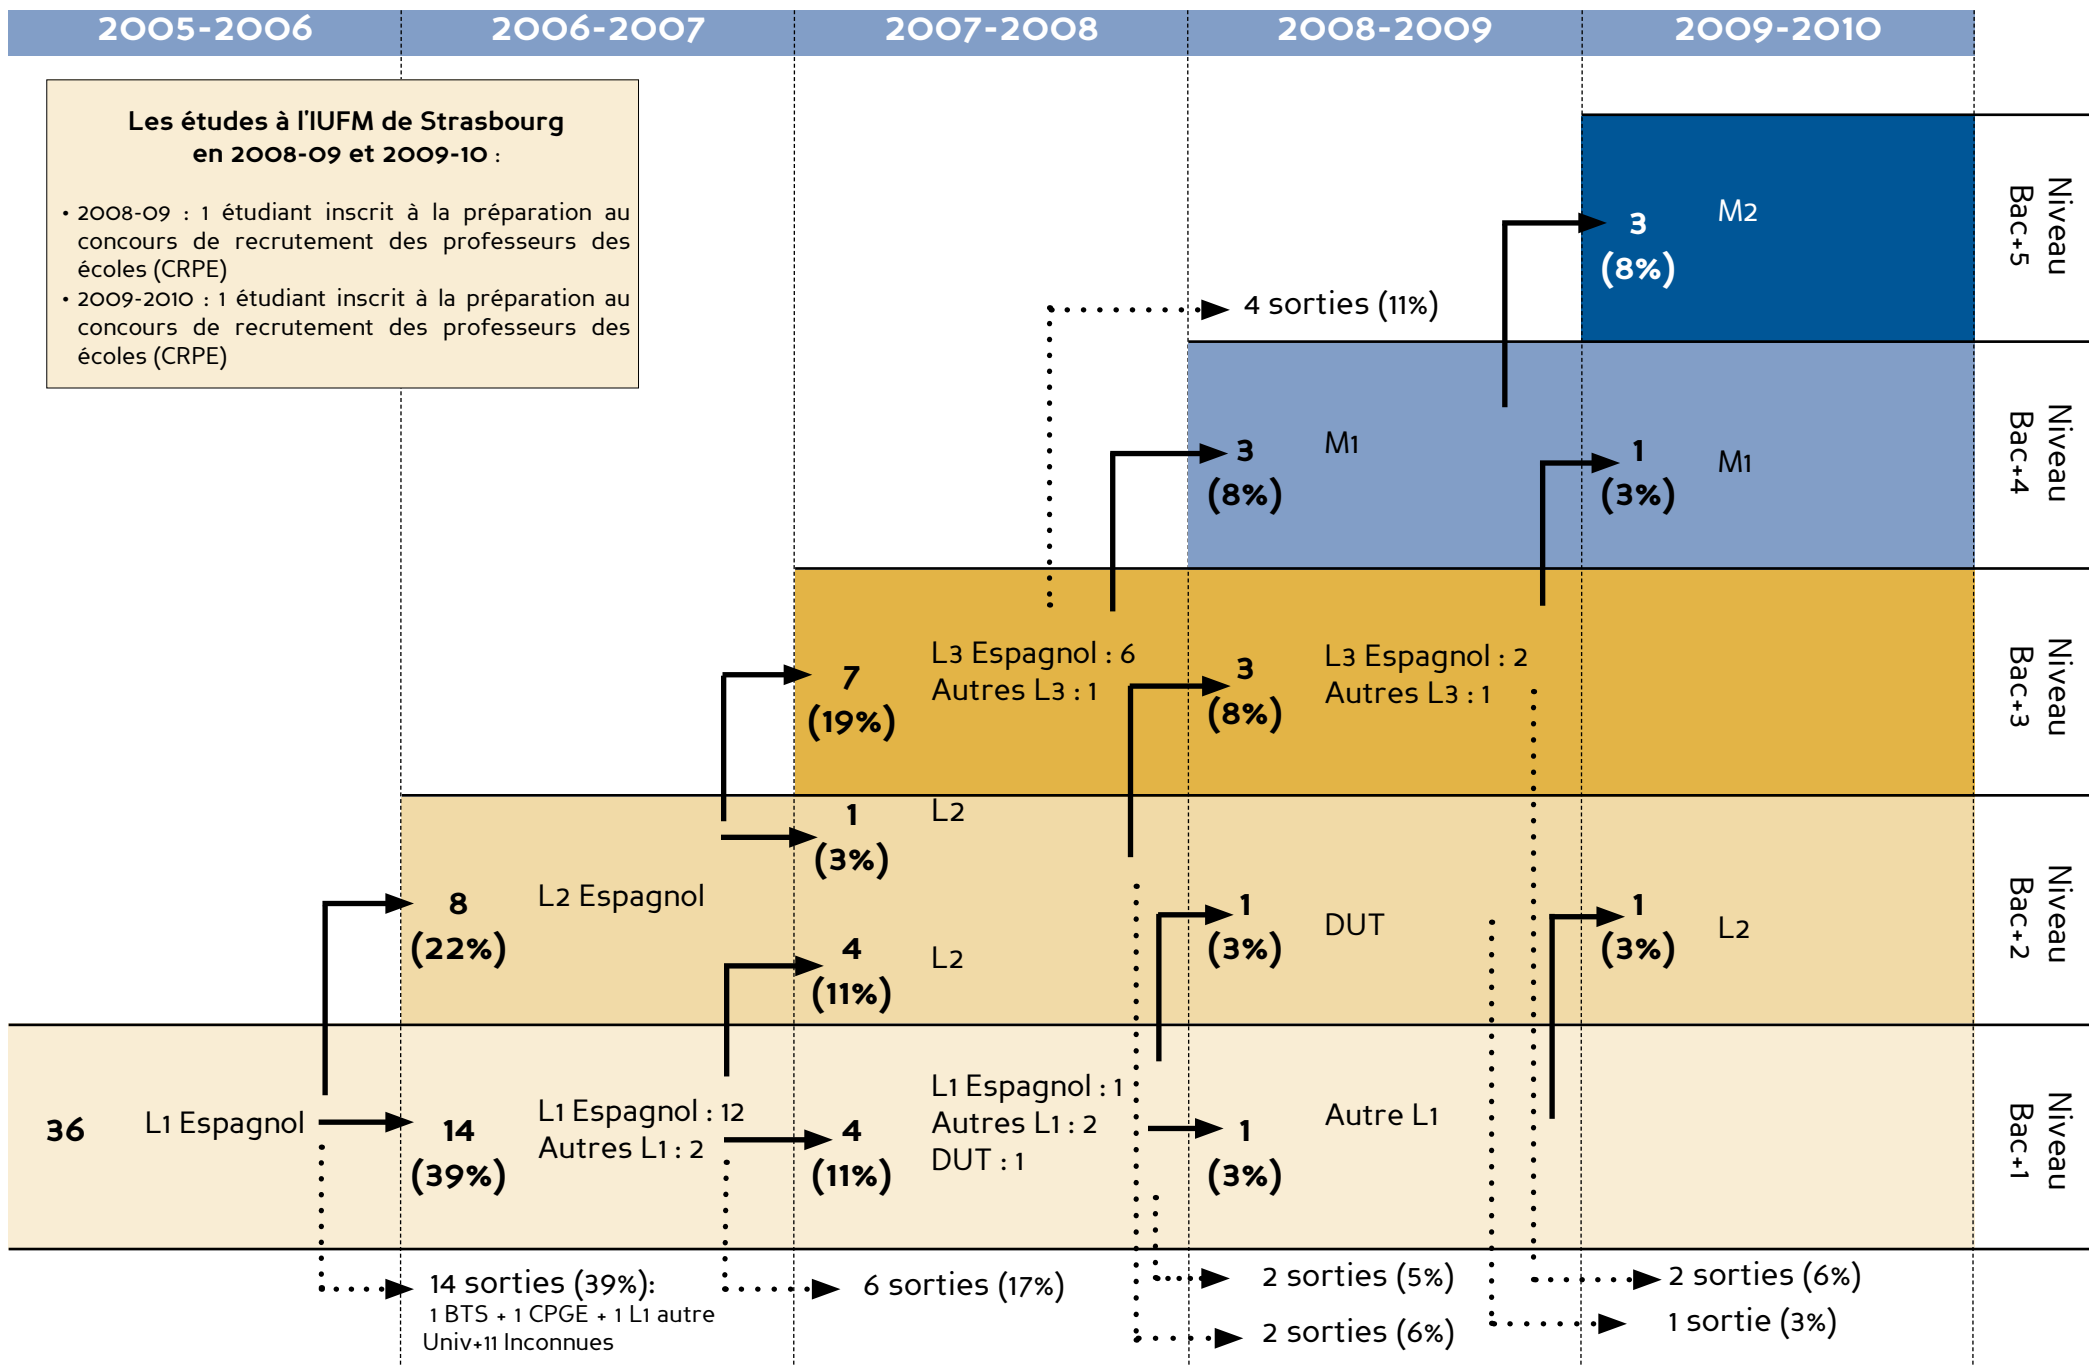 2005-2006
2006-2007
2007-2008
2008-2009
2009-2010
Les études à l'IUFM de Strasbourg
en 2008-09 et 2009-10 :
• 2008-09 : 1 étudiant inscrit à la préparation au
concours de recrutement des professeurs des
écoles (CRPE)
• 2009-2010 : 1 étudiant inscrit à la préparation au
concours de recrutement des professeurs des
écoles (CRPE)
3
(8%)
M2
Niveau
Bac+5
4 sorties (11%)
3
(8%)
M1
1
(3%)
M1
Niveau
Bac+4
7
(19%)
L3 Espagnol : 6
Autres L3 : 1
3
(8%)
L3 Espagnol : 2
Autres L3 : 1
Niveau
Bac+3
8
(22%)
L2 Espagnol
1
(3%)
L2
4
(11%)
L2
1
(3%)
DUT
1
(3%)
L2
Niveau
Bac+2
36
L1 Espagnol
14
(39%)
L1 Espagnol : 12
Autres L1 : 2
4
(11%)
L1 Espagnol : 1
Autres L1 : 2
DUT : 1
1
(3%)
Autre L1
Niveau
Bac+1
14 sorties (39%):
1 BTS + 1 CPGE + 1 L1 autre
Univ+11 Inconnues
6 sorties (17%)
2 sorties (5%)
2 sorties (6%)
2 sorties (6%)
1 sortie (3%)